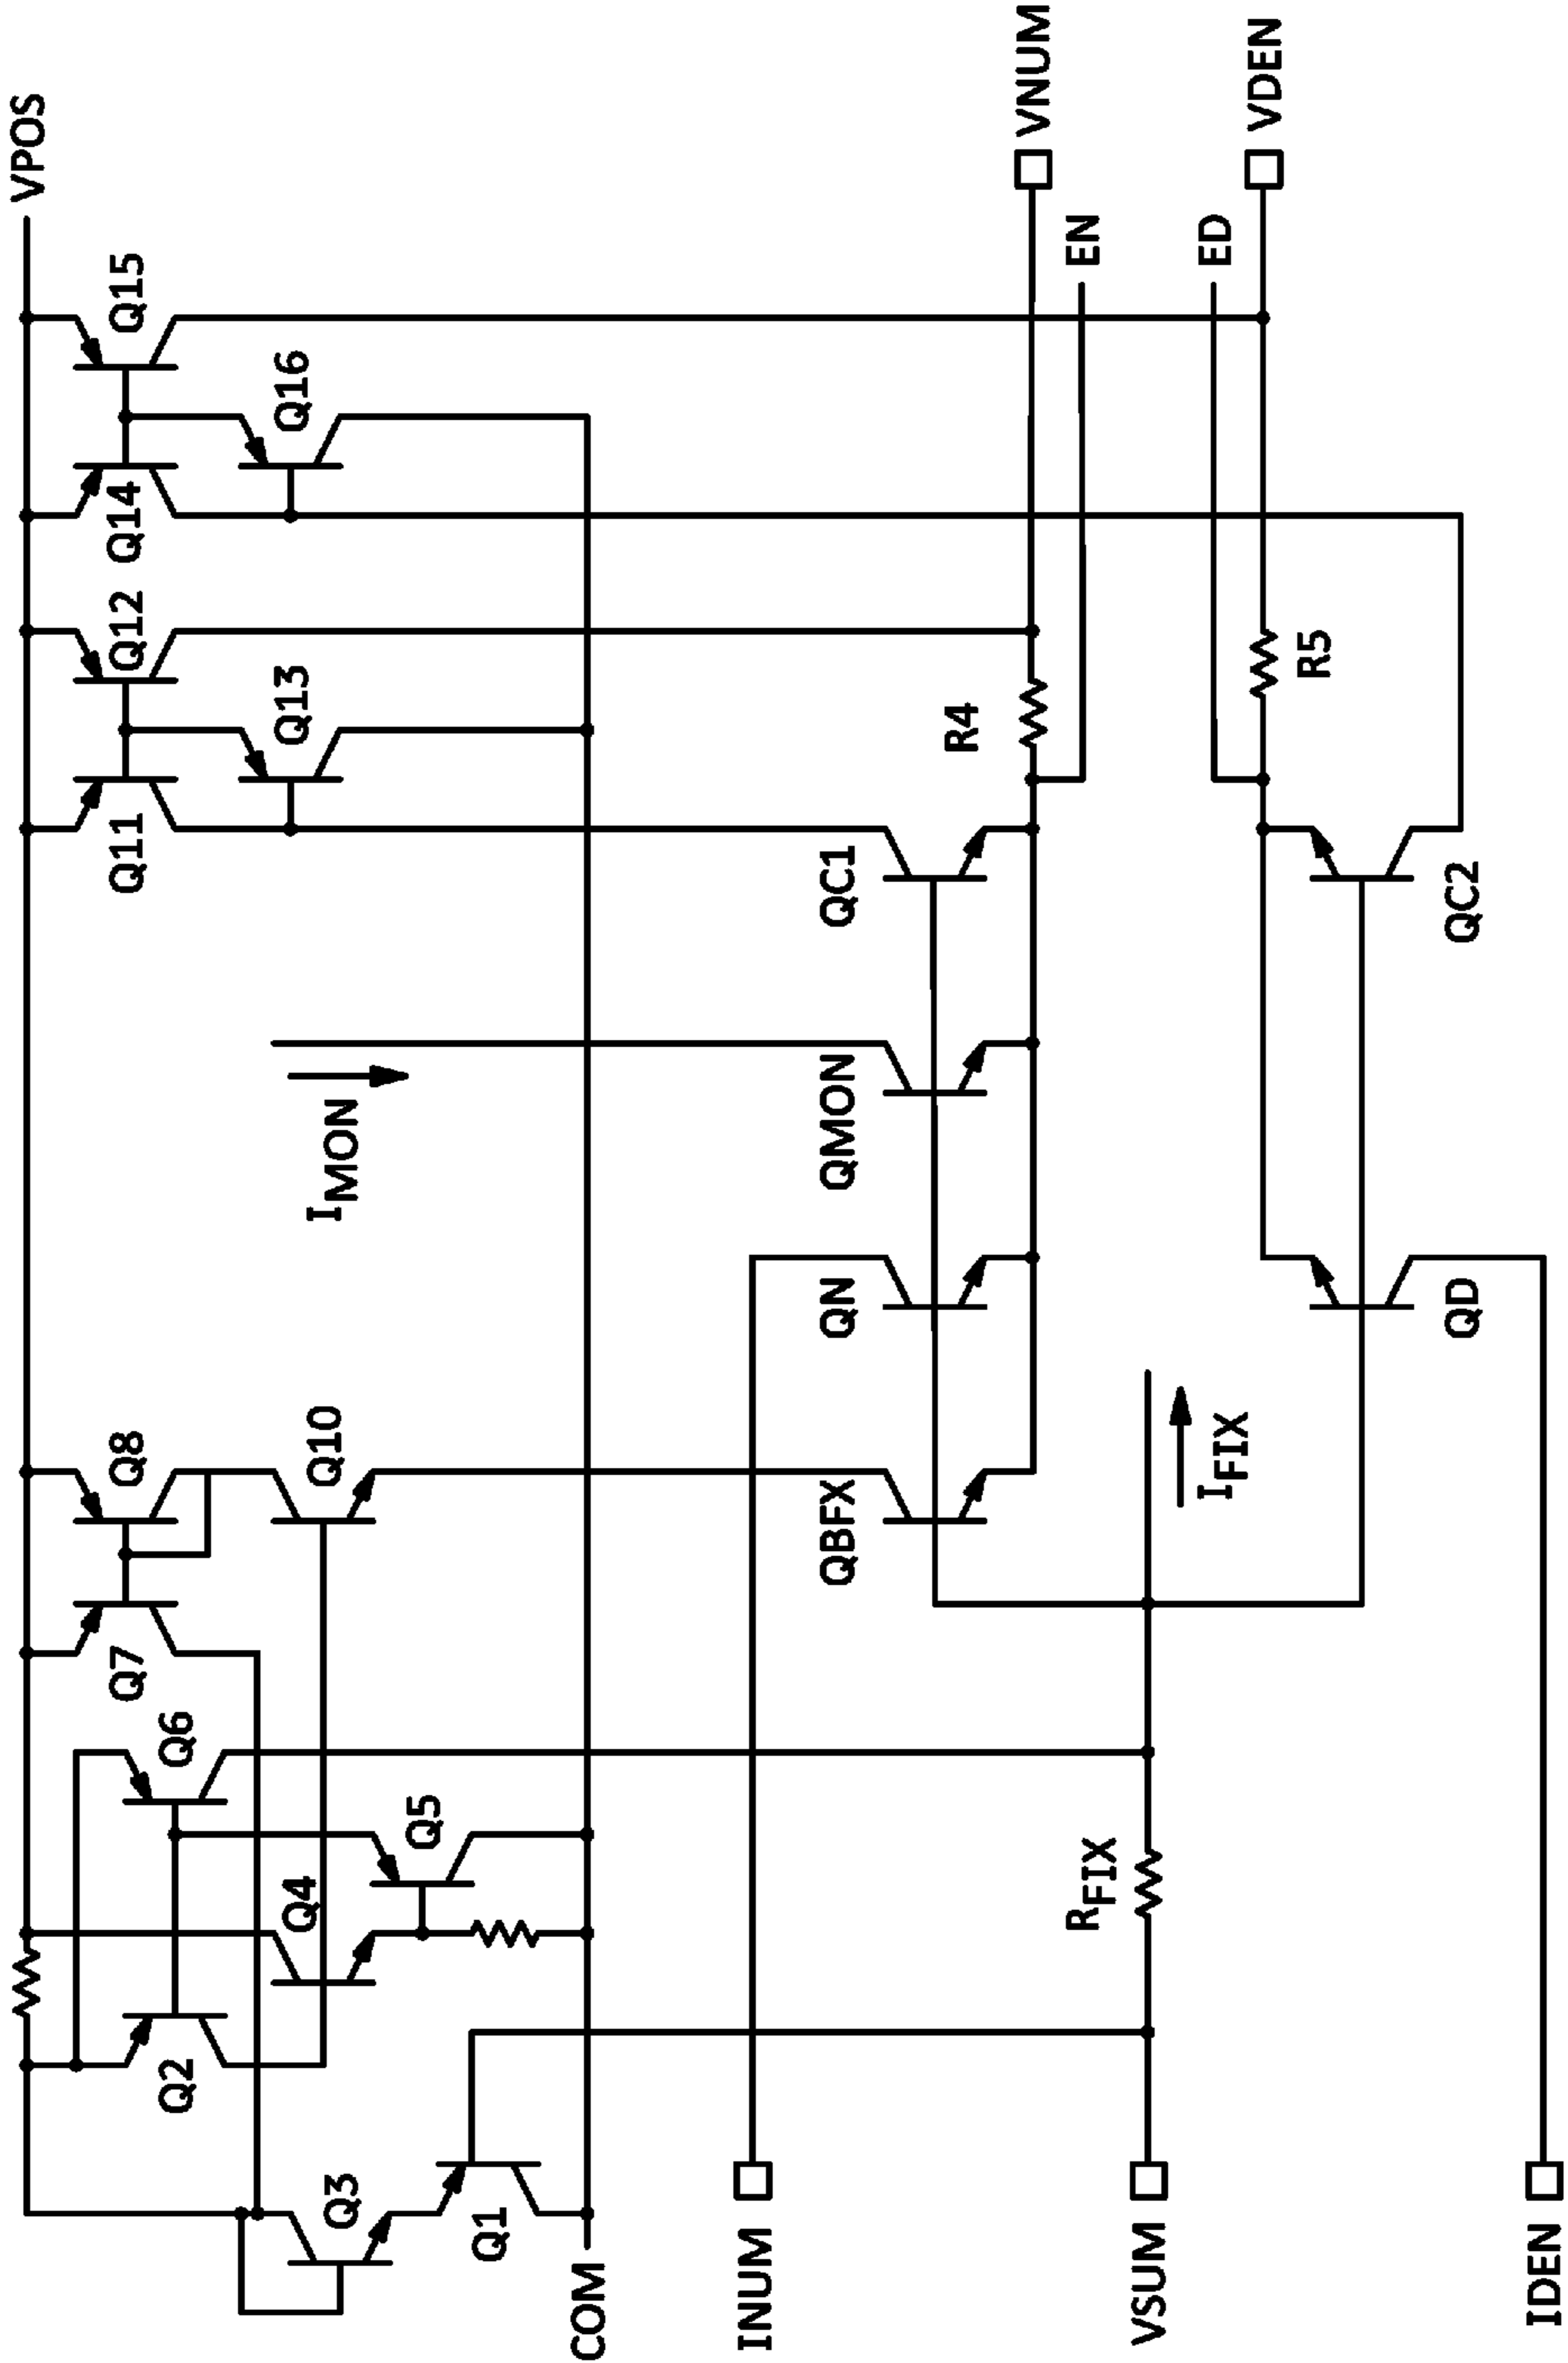 VPOS
Q7
Q8
Q11
Q12
Q14
Q15
Q2
Q6
Q3
Q4
Q10
Q13
Q16
IMON
Q5
Q1
COM
INUM
QBFX
QN
QMON
QC1
R4
VNUM
EN
RFIX
VSUM
IFIX
ED
VDEN
R5
QD
QC2
IDEN